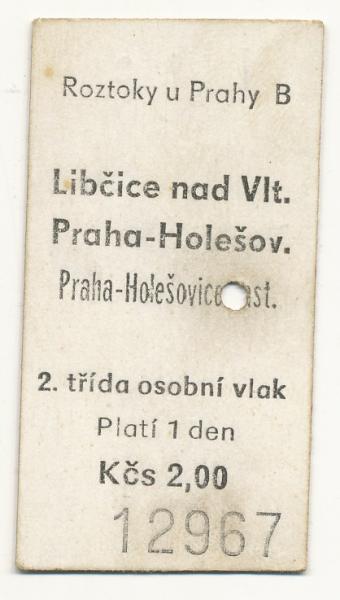 Roztoky u Prahy B
Libčice nad Vlt.
Praha-Holešov.
Praha-Holešovice ast.
2. třída osobní vlak
Platí 1 den
Kčs 2,00
12967